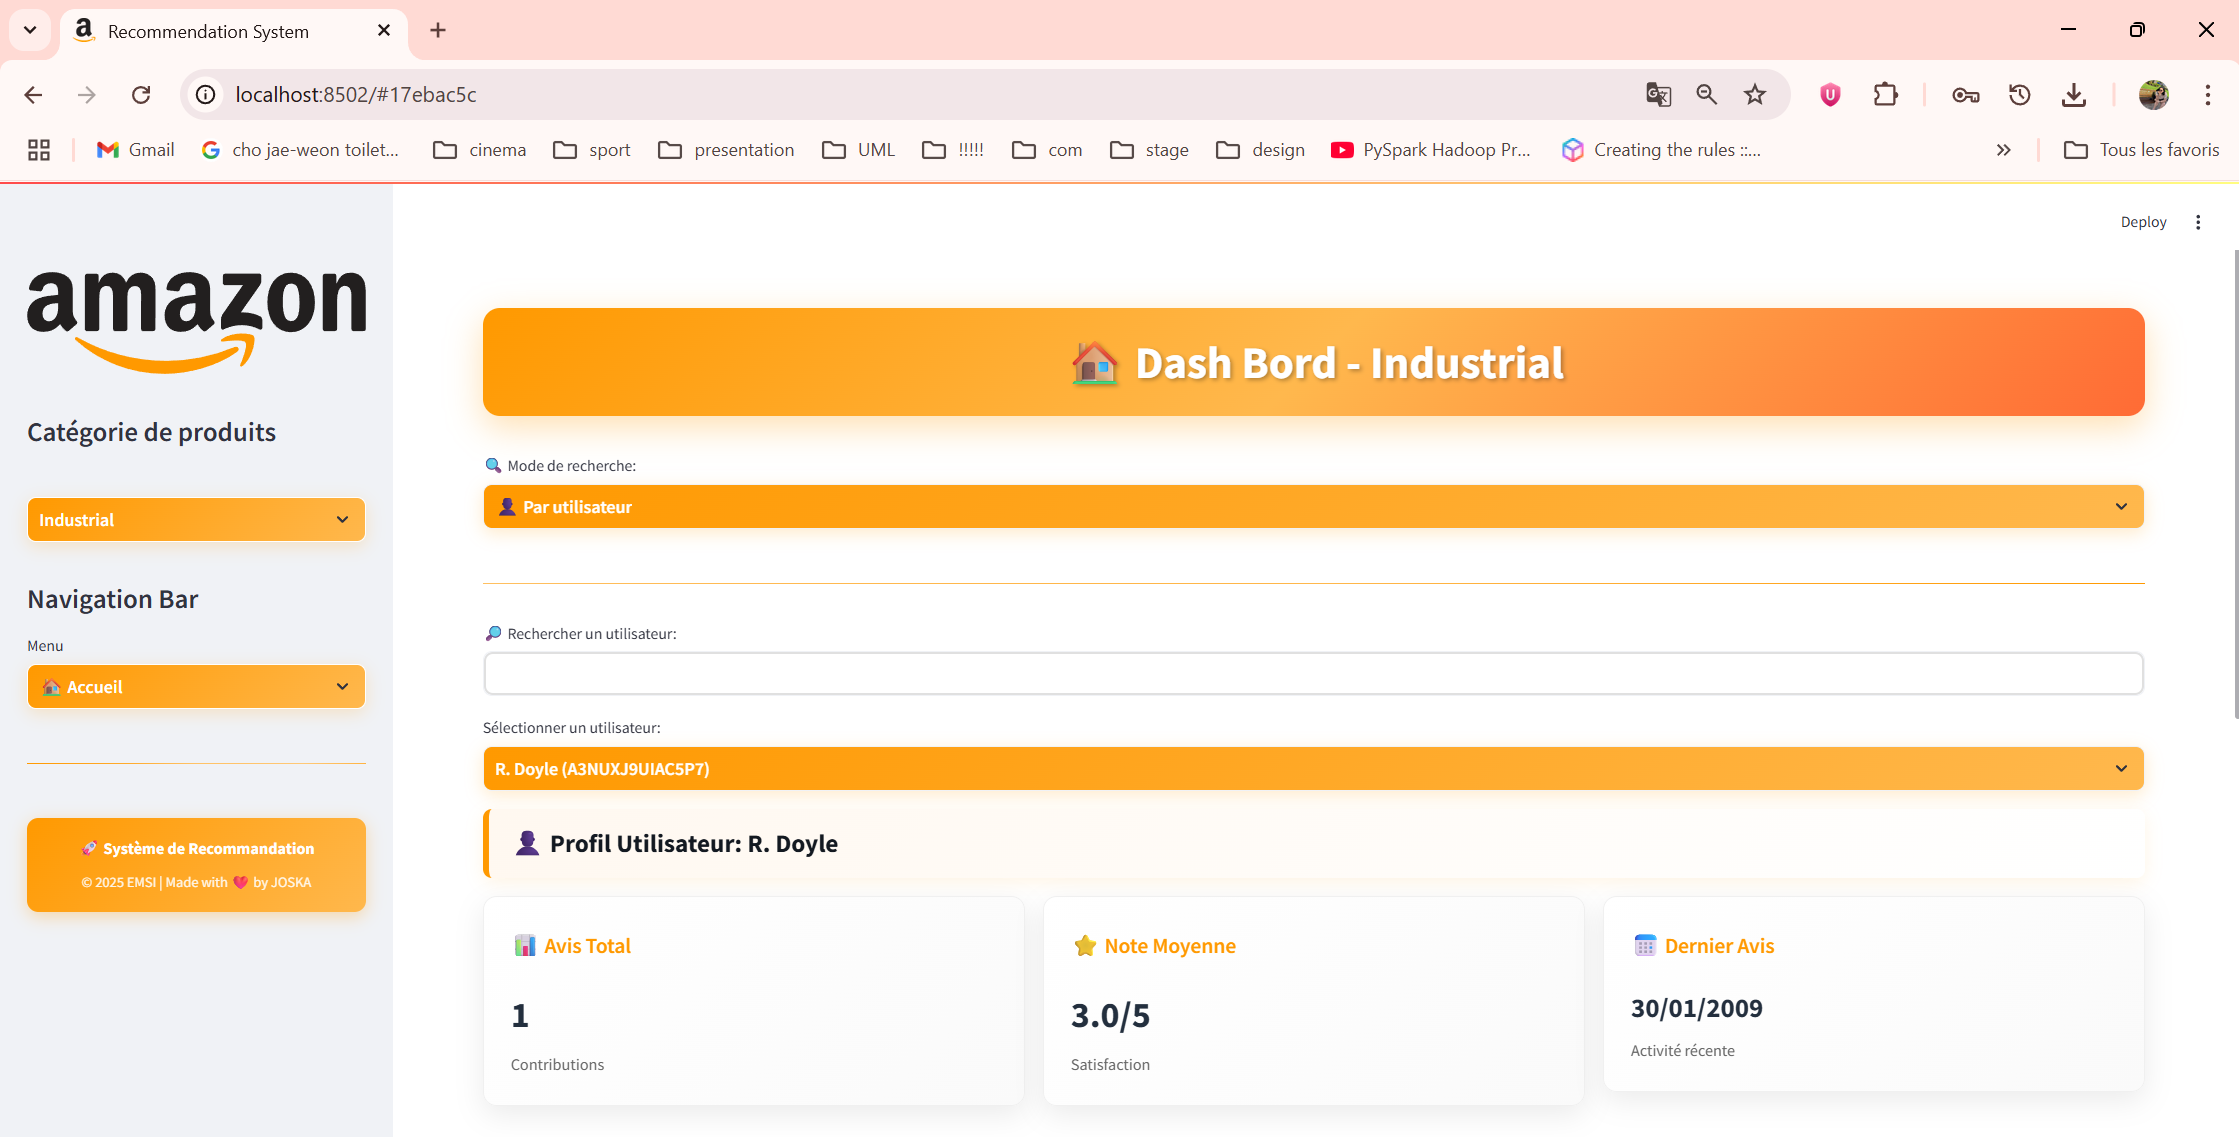 Recommendation System
localhost:8502/#17ebac5c
Gmail
cho jae-weon toilet...
cinema
sport
presentation
UML
!!!!!
com
stage
design
PySpark Hadoop Pr...
Creating the rules ::...
Tous les favoris
Deploy
amazon
Catégorie de produits
Industrial
Navigation Bar
Menu
Accueil
Système de Recommandation
© 2025 EMSI | Made with ❤️ by JOSKA
Dash Bord - Industrial
Mode de recherche:
Par utilisateur
Rechercher un utilisateur:
Sélectionner un utilisateur:
R. Doyle (A3NUXJ9UIAC5P7)
Profil Utilisateur: R. Doyle
Avis Total
1
Contributions
Note Moyenne
3.0/5
Satisfaction
Dernier Avis
30/01/2009
Activité récente